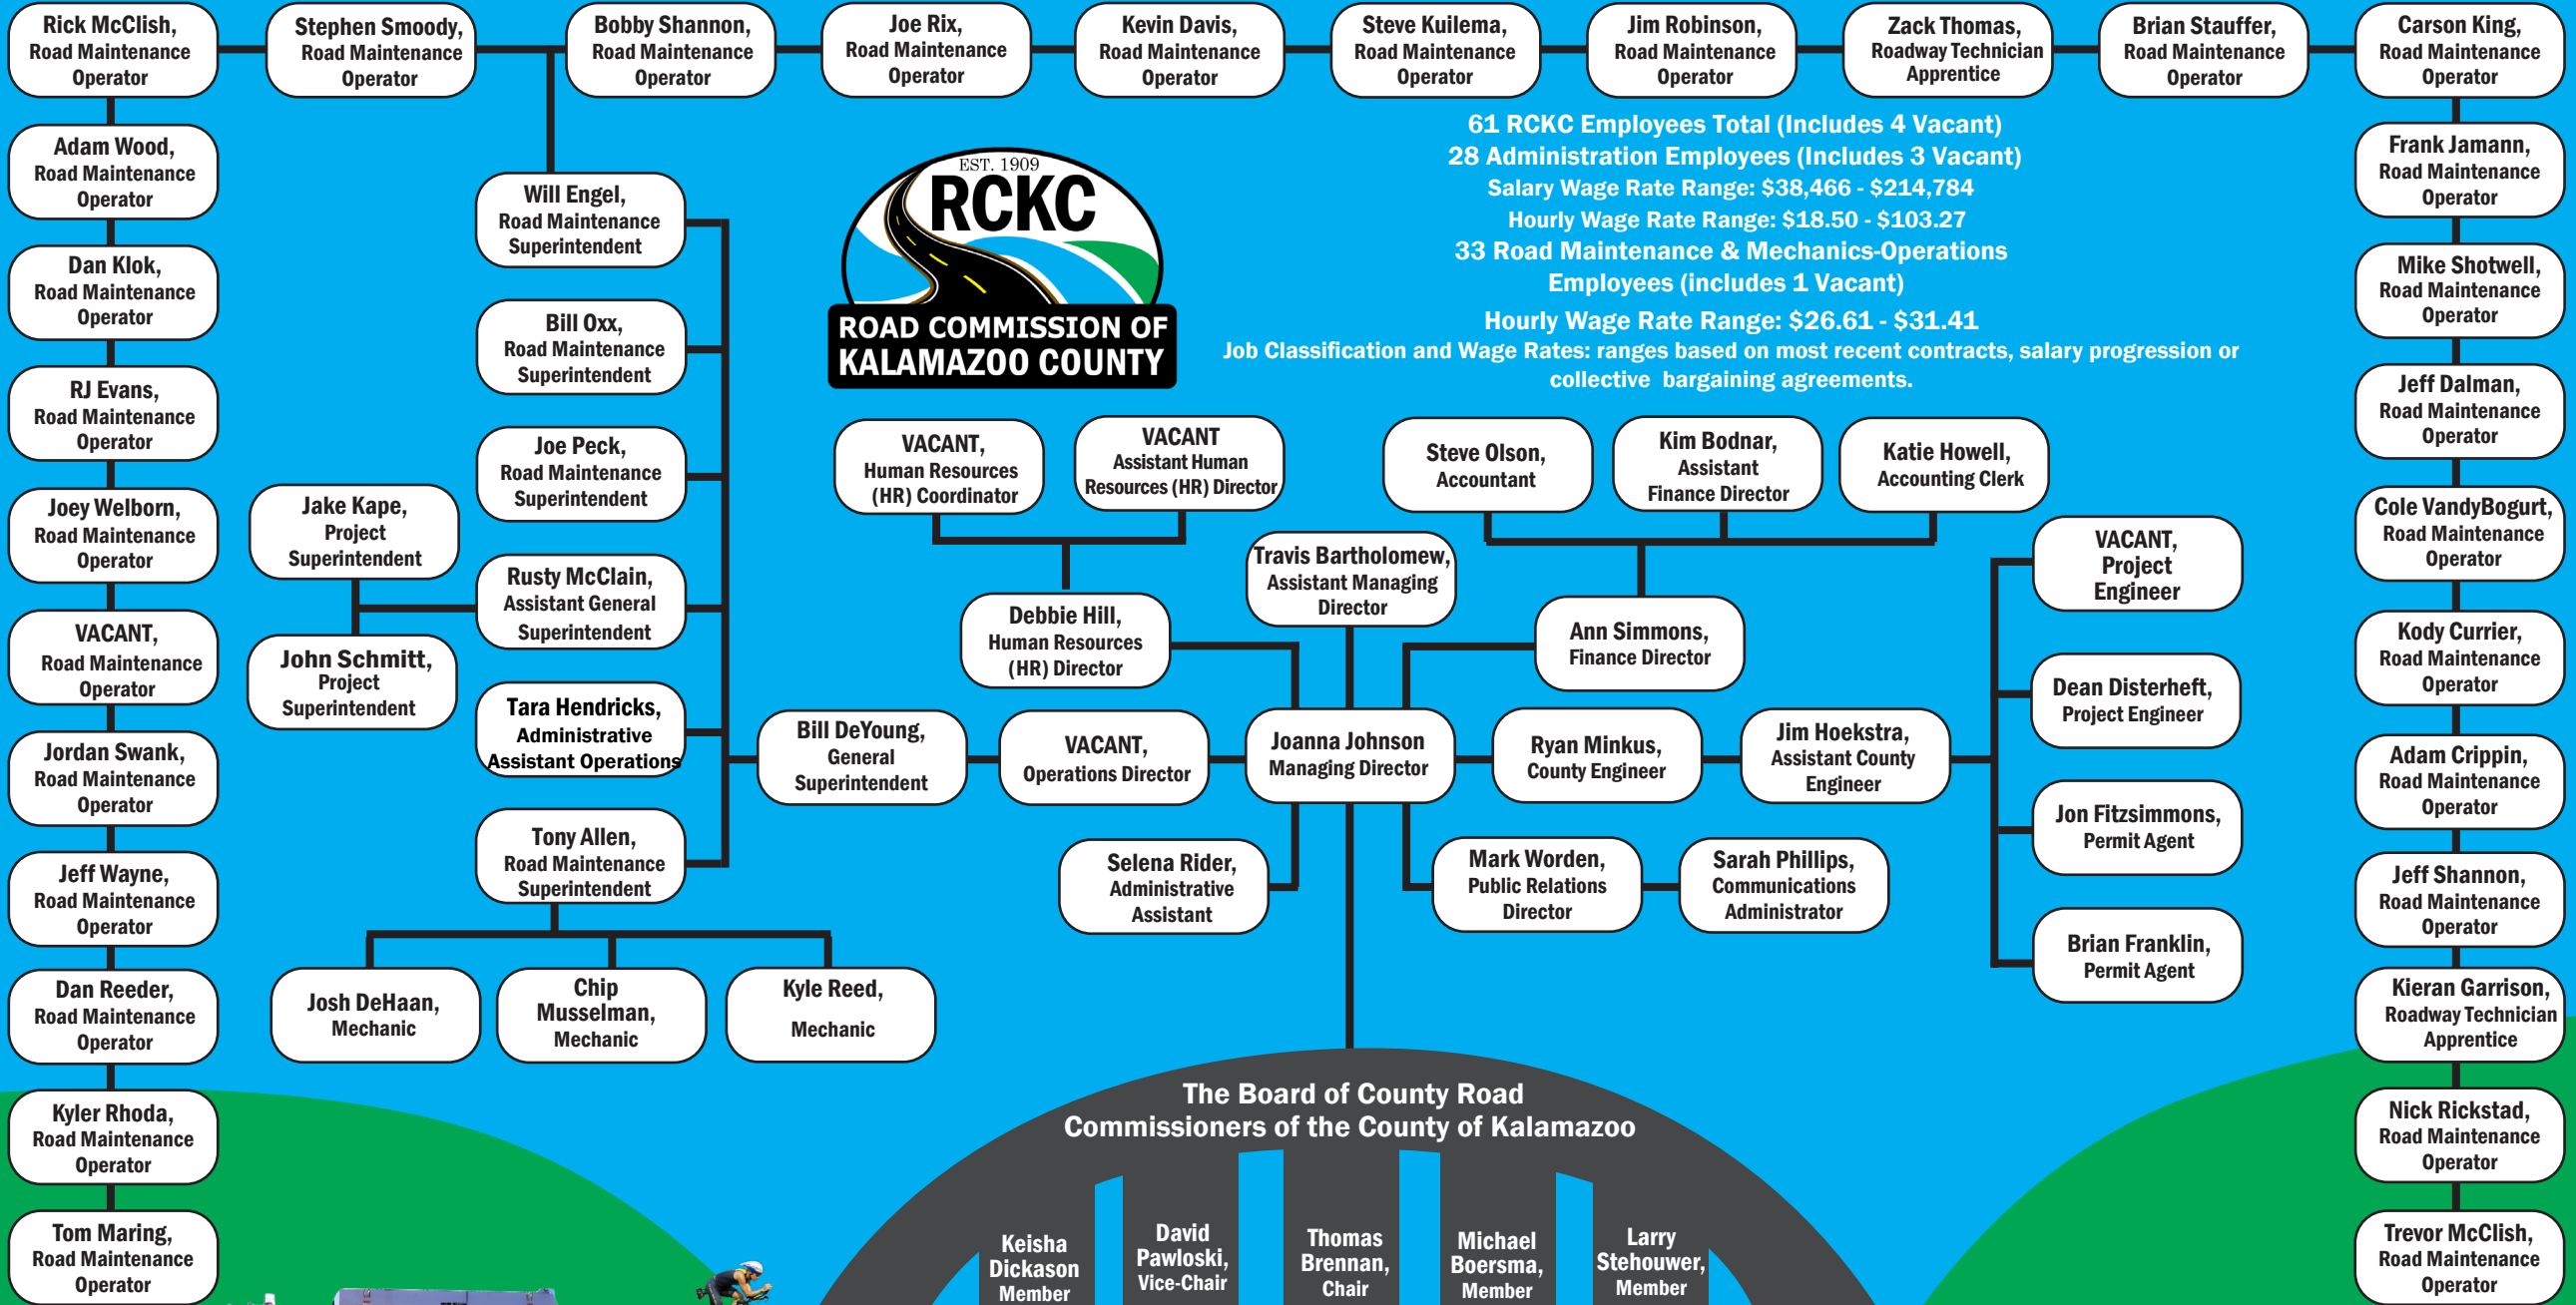 Rick McClish,
Road Maintenance
Operator
Stephen Smoody,
Road Maintenance
Operator
Bobby Shannon,
Road Maintenance
Operator
Joe Rix,
Road Maintenance
Operator
Kevin Davis,
Road Maintenance
Operator
Steve Kuilema,
Road Maintenance
Operator
Jim Robinson,
Road Maintenance
Operator
Zack Thomas,
Roadway Technician
Apprentice
Brian Stauffer,
Road Maintenance
Operator
Carson King,
Road Maintenance
Operator
Adam Wood,
Road Maintenance
Operator
Dan Klok,
Road Maintenance
Operator
RJ Evans,
Road Maintenance
Operator
Joey Welborn,
Road Maintenance
Operator
VACANT,
Road Maintenance
Operator
Jordan Swank,
Road Maintenance
Operator
Jeff Wayne,
Road Maintenance
Operator
Dan Reeder,
Road Maintenance
Operator
Kyler Rhoda,
Road Maintenance
Operator
Tom Maring,
Road Maintenance
Operator
Will Engel,
Road Maintenance
Superintendent
Bill Oxx,
Road Maintenance
Superintendent
Joe Peck,
Road Maintenance
Superintendent
Jake Kape,
Project
Superintendent
Rusty McClain,
Assistant General
Superintendent
John Schmitt,
Project
Superintendent
Tara Hendricks,
Administrative
Assistant Operations
Tony Allen,
Road Maintenance
Superintendent
Josh DeHaan,
Mechanic
Chip
Musselman,
Mechanic
Kyle Reed,
Mechanic
EST. 1909
RCKC
ROAD COMMISSION OF
KALAMAZOO COUNTY
61 RCKC Employees Total (Includes 4 Vacant)
28 Administration Employees (Includes 3 Vacant)
Salary Wage Rate Range: $38,466 - $214,784
Hourly Wage Rate Range: $18.50 - $103.27
33 Road Maintenance & Mechanics-Operations
Employees (includes 1 Vacant)
Hourly Wage Rate Range: $26.61 - $31.41
Job Classification and Wage Rates: ranges based on most recent contracts, salary progression or
collective bargaining agreements.
VACANT,
Human Resources
(HR) Coordinator
VACANT
Assistant Human
Resources (HR) Director
Steve Olson,
Accountant
Kim Bodnar,
Assistant
Finance Director
Katie Howell,
Accounting Clerk
Travis Bartholomew,
Assistant Managing
Director
Debbie Hill,
Human Resources
(HR) Director
Ann Simmons,
Finance Director
Bill DeYoung,
General
Superintendent
VACANT,
Operations Director
Joanna Johnson
Managing Director
Ryan Minkus,
County Engineer
Jim Hoekstra,
Assistant County
Engineer
VACANT,
Project
Engineer
Dean Disterheft,
Project Engineer
Jon Fitzsimmons,
Permit Agent
Brian Franklin,
Permit Agent
Selena Rider,
Administrative
Assistant
Mark Worden,
Public Relations
Director
Sarah Phillips,
Communications
Administrator
Frank Jamann,
Road Maintenance
Operator
Mike Shotwell,
Road Maintenance
Operator
Jeff Dalman,
Road Maintenance
Operator
Cole VandyBogurt,
Road Maintenance
Operator
Kody Currier,
Road Maintenance
Operator
Adam Crippin,
Road Maintenance
Operator
Jeff Shannon,
Road Maintenance
Operator
Kieran Garrison,
Roadway Technician
Apprentice
Nick Rickstad,
Road Maintenance
Operator
Trevor McClish,
Road Maintenance
Operator
The Board of County Road
Commissioners of the County of Kalamazoo
Keisha
Dickason
Member
David
Pawloski,
Vice-Chair
Thomas
Brennan,
Chair
Michael
Boersma,
Member
Larry
Stehouwer,
Member